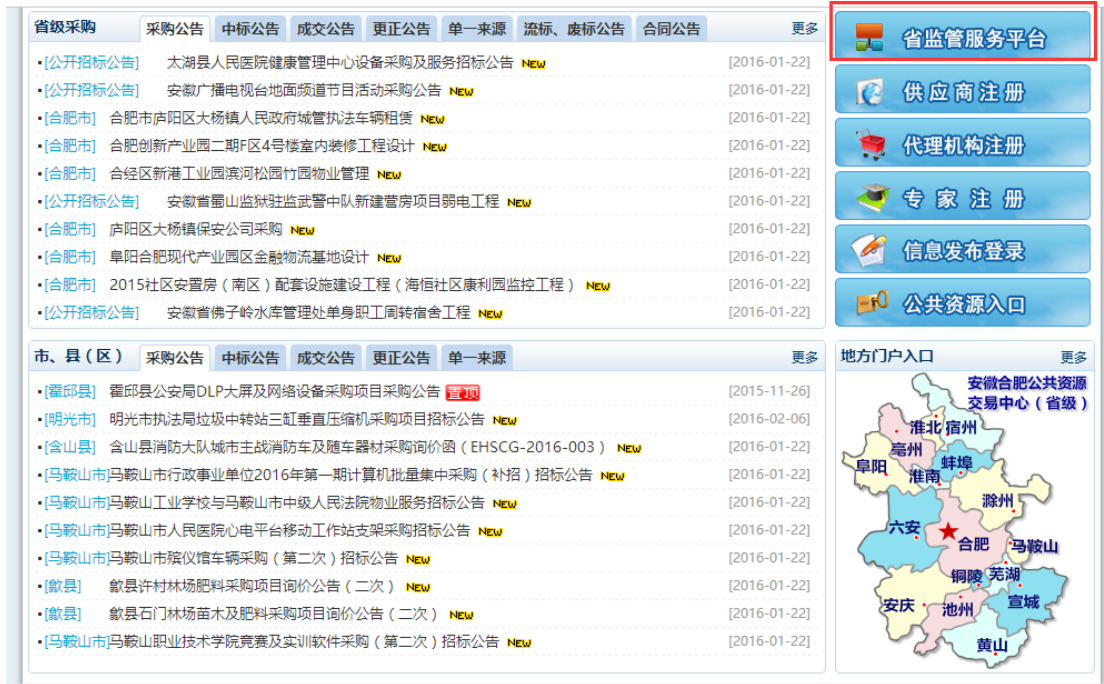 省级采购 采购公告 中标公告 成交公告 更正公告 单一来源 流标、废标公告 合同公告 更多
[公开招标公告] 太湖县人民医院健康管理中心设备采购及服务招标公告 NEW [2016-01-22]
[公开招标公告] 安徽广播电视台地面频道节目活动采购公告 NEW [2016-01-22]
[合肥市] 合肥市庐阳区大杨镇人民政府城管执法车辆租赁 NEW [2016-01-22]
[合肥市] 合肥创新产业园二期F区4号楼室内装修工程设计 NEW [2016-01-22]
[合肥市] 合经区新港工业园滨河松园竹园物业管理 NEW [2016-01-22]
[公开招标公告] 安徽省蜀山监狱驻监武警中队新建营房项目弱电工程 NEW [2016-01-22]
[合肥市] 庐阳区大杨镇保安公司采购 NEW [2016-01-22]
[合肥市] 阜阳合肥现代产业园区金融物流基地设计 NEW [2016-01-22]
[合肥市] 2015社区安置房（南区）配套设施建设工程（海恒社区康利园监控工程） NEW [2016-01-22]
[公开招标公告] 安徽省佛子岭水库管理处单身职工周转宿舍工程 NEW [2016-01-22]
省监管服务平台
供应商注册
代理机构注册
专家注册
信息发布登录
公共资源入口
市、县（区） 采购公告 中标公告 成交公告 更正公告 单一来源 更多
[霍邱县] 霍邱县公安局DLP大屏及网络设备采购项目采购公告 置顶 [2015-11-26]
[明光市] 明光市执法局垃圾中转站三缸垂直压缩机采购项目招标公告 NEW [2016-02-06]
[含山县] 含山县消防大队城市主战消防车及随车器材采购询价函（EHSCG-2016-003） NEW [2016-01-22]
[马鞍山市]马鞍山市行政事业单位2016年第一期计算机批量集中采购（补招）招标公告 NEW [2016-01-22]
[马鞍山市]马鞍山工业学校与马鞍山市中级人民法院物业服务招标公告 NEW [2016-01-22]
[马鞍山市]马鞍山市人民医院心电平台移动工作站支架采购招标公告 NEW [2016-01-22]
[马鞍山市]马鞍山市殡仪馆车辆采购（第二次）招标公告 NEW [2016-01-22]
[歙县] 歙县许村林场肥料采购项目询价公告（二次） NEW [2016-01-22]
[歙县] 歙县石门林场苗木及肥料采购项目询价公告（二次） NEW [2016-01-22]
[马鞍山市]马鞍山职业技术学院竞赛及实训软件采购（第二次）招标公告 NEW [2016-01-22]
地方门户入口 更多
安徽合肥公共资源
交易中心（省级）
淮北 宿州
亳州
阜阳 蚌埠
淮南
滁州
六安
合肥 马鞍山
铜陵 芜湖
安庆 池州 宣城
黄山